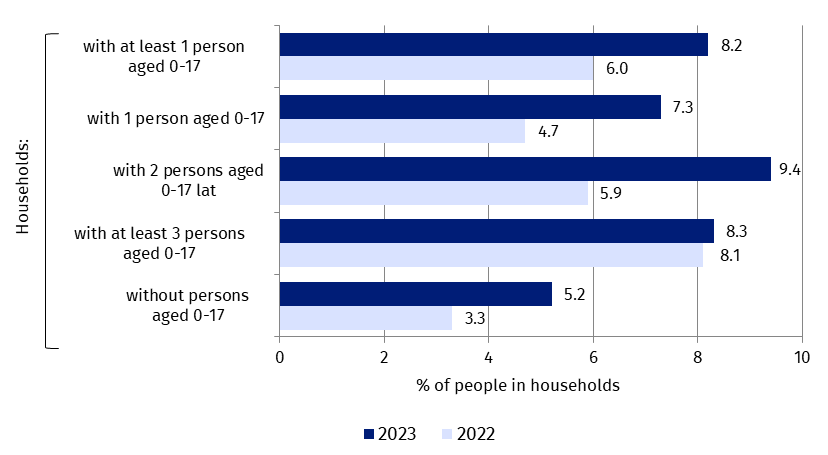 Households:
with at least 1 person
aged 0-17
8.2
6.0
with 1 person aged 0-17
7.3
4.7
with 2 persons aged
0-17 lat
9.4
5.9
with at least 3 persons
aged 0-17
8.3
8.1
without persons
aged 0-17
5.2
3.3
0 2 4 6 8 10
% of people in households
2023 2022